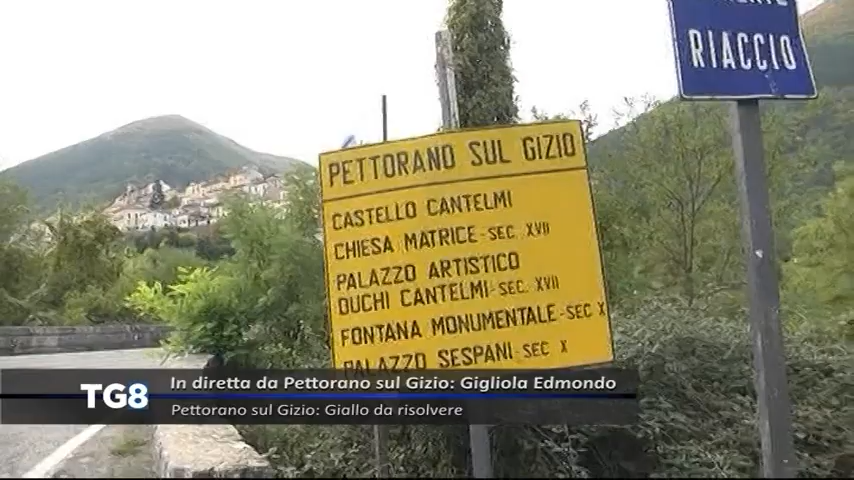 RIACCIO
PETTORANO SUL GIZIO
CASTELLO CANTELMI
CHIESA MATRICE - SEC. XVII
PALAZZO ARTISTICO
DUCHI CANTELMI - SEC. XVII
FONTANA MONUMENTALE - SEC X
PALAZZO SESPANI - SEC X
TG8
In diretta da Pettorano sul Gizio: Gigliola Edmondo
Pettorano sul Gizio: Giallo da risolvere